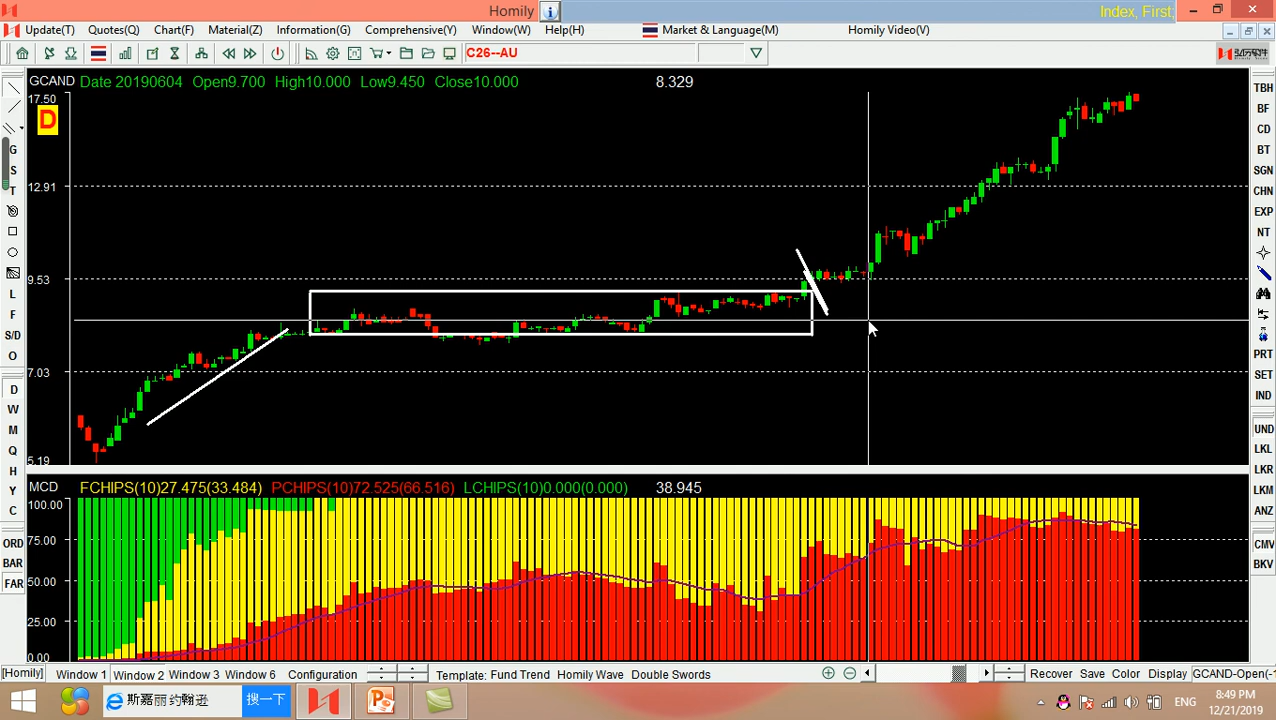 Homily
Index, First;
Update(T) Quotes(Q) Chart(F) Material(Z) Information(G) Comprehensive(Y) Window(W) Help(H) Market & Language(M) Homily Video(V)
C26--AU
GCAND Date 20190604 Open9.700 High10.000 Low9.450 Close10.000 8.329
17.50
D
12.91
9.53
7.03
5.19
MCD FCHIPS(10)27.475(33.484) PCHIPS(10)72.525(66.516) LCHIPS(10)0.000(0.000) 38.945
100.00
75.00
50.00
25.00
0.00
G
S
T
L
F
S/D
O
D
W
M
Q
H
Y
C
ORD
BAR
FAR
TBH
BF
CD
BT
SGN
CHN
EXP
NT
PRT
SET
IND
UND
LKL
LKR
LKM
ANZ
CMV
BKV
[Homily] Window 1 Window 2 Window 3 Window 6 Configuration Template: Fund Trend Homily Wave Double Swords Recover Save Color Display GCAND-Open(-1
斯嘉丽约翰逊 搜一下 ENG 8:49 PM
12/21/2019